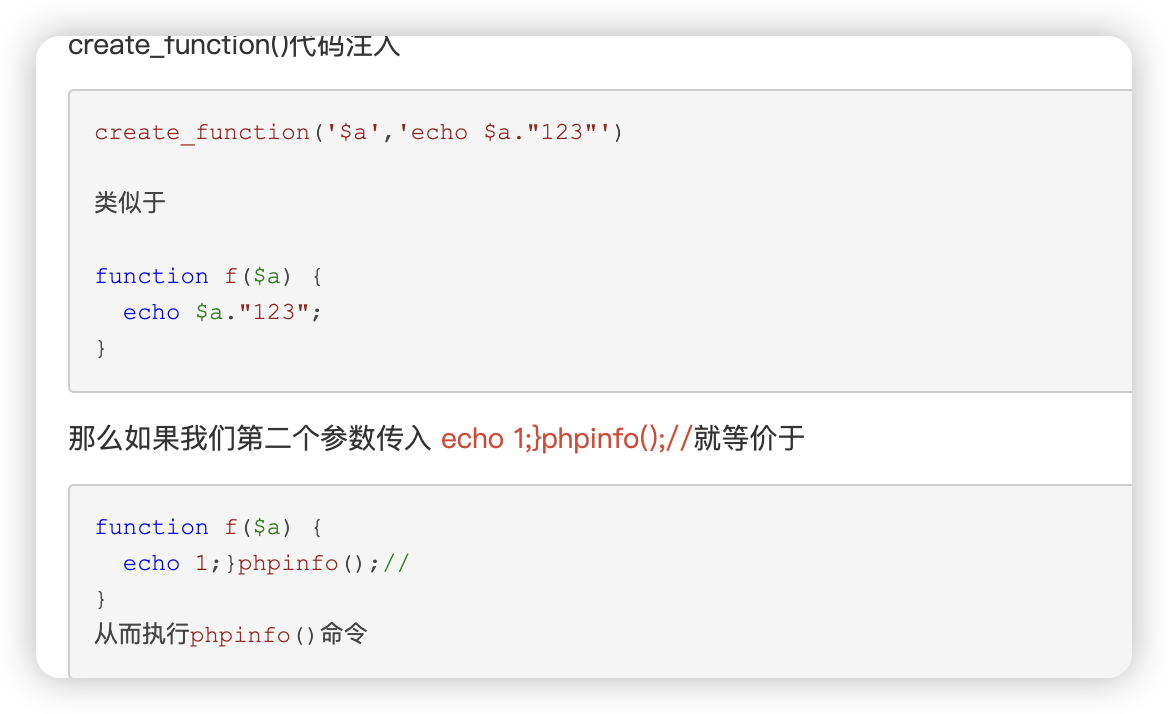 create_function()代码注入
create_function('$a','echo $a."123"')
类似于
function f($a) {
  echo $a."123";
}
那么如果我们第二个参数传入 echo 1;}phpinfo();//就等价于
function f($a) {
  echo 1;}phpinfo();//
}
从而执行phpinfo()命令